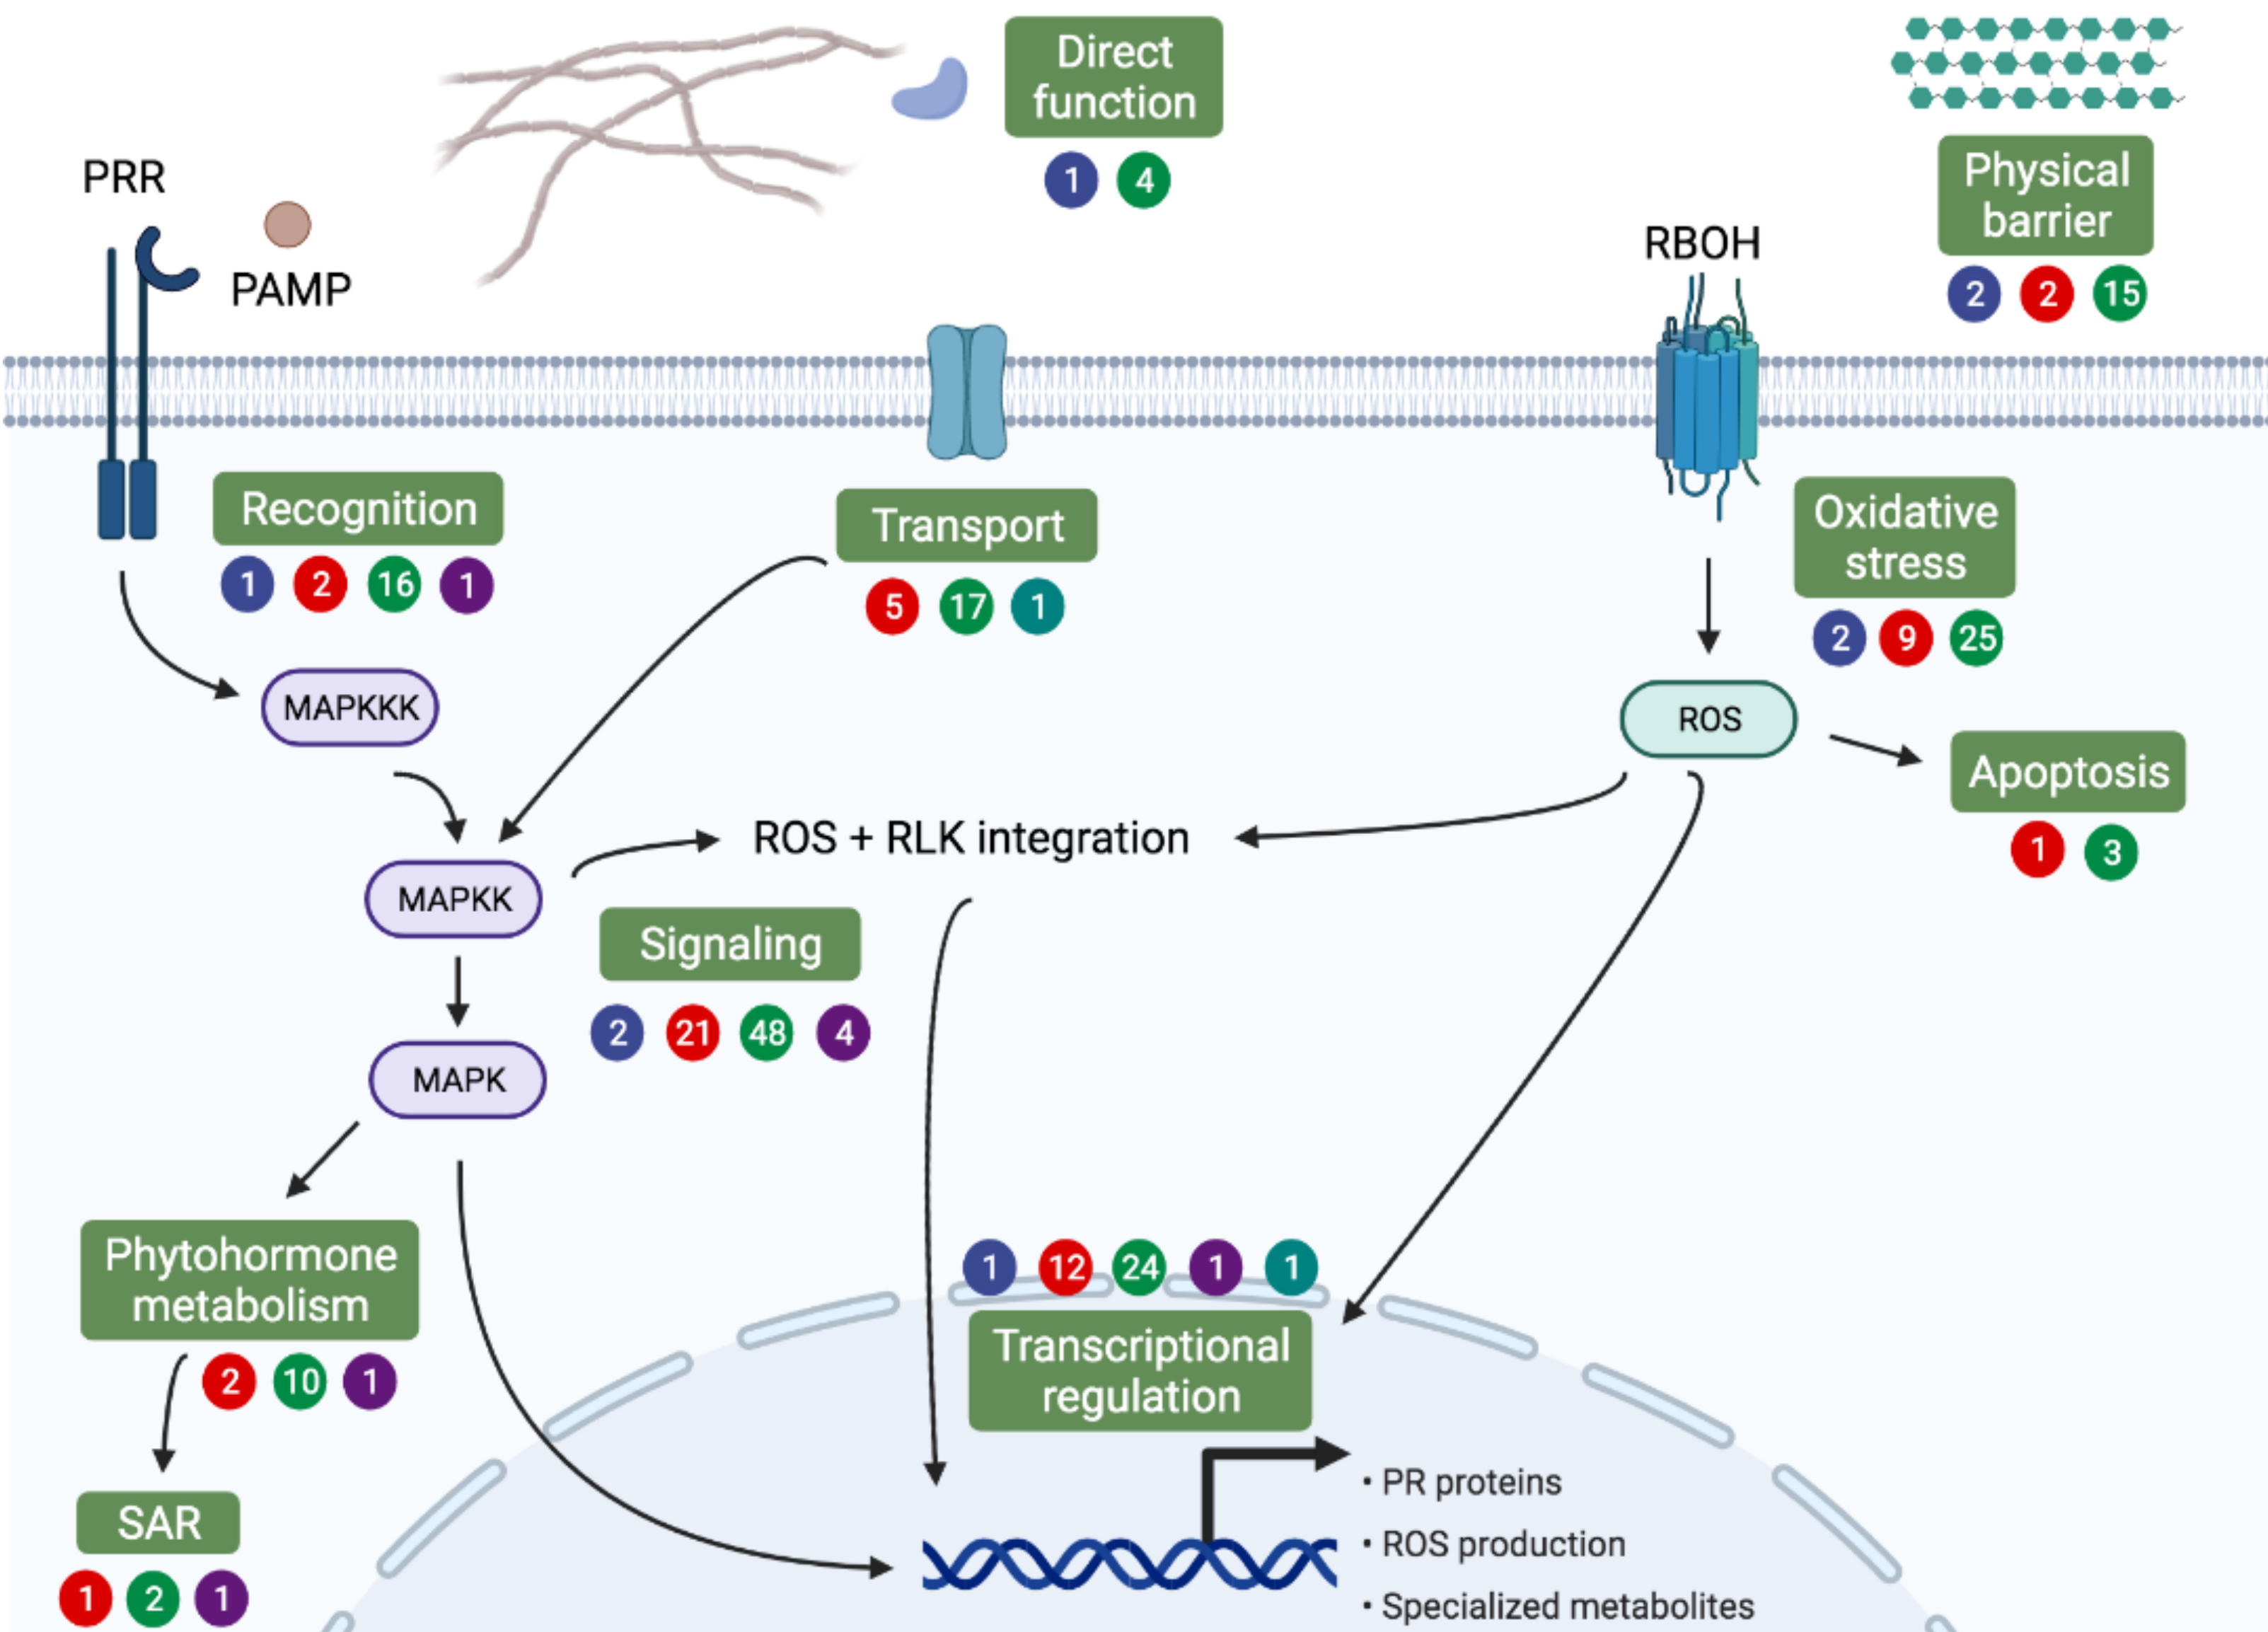 Direct
function
1 4
PRR
PAMP
Physical
barrier
2 2 15
RBOH
Recognition
1 2 16 1
Transport
5 17 1
Oxidative
stress
2 9 25
MAPKKK
ROS
Apoptosis
1 3
ROS + RLK integration
MAPKK
Signaling
2 21 48 4
MAPK
Phytohormone
metabolism
2 10 1
SAR
1 2 1
1 12 24 1 1
Transcriptional
regulation
• PR proteins
• ROS production
• Specialized metabolites